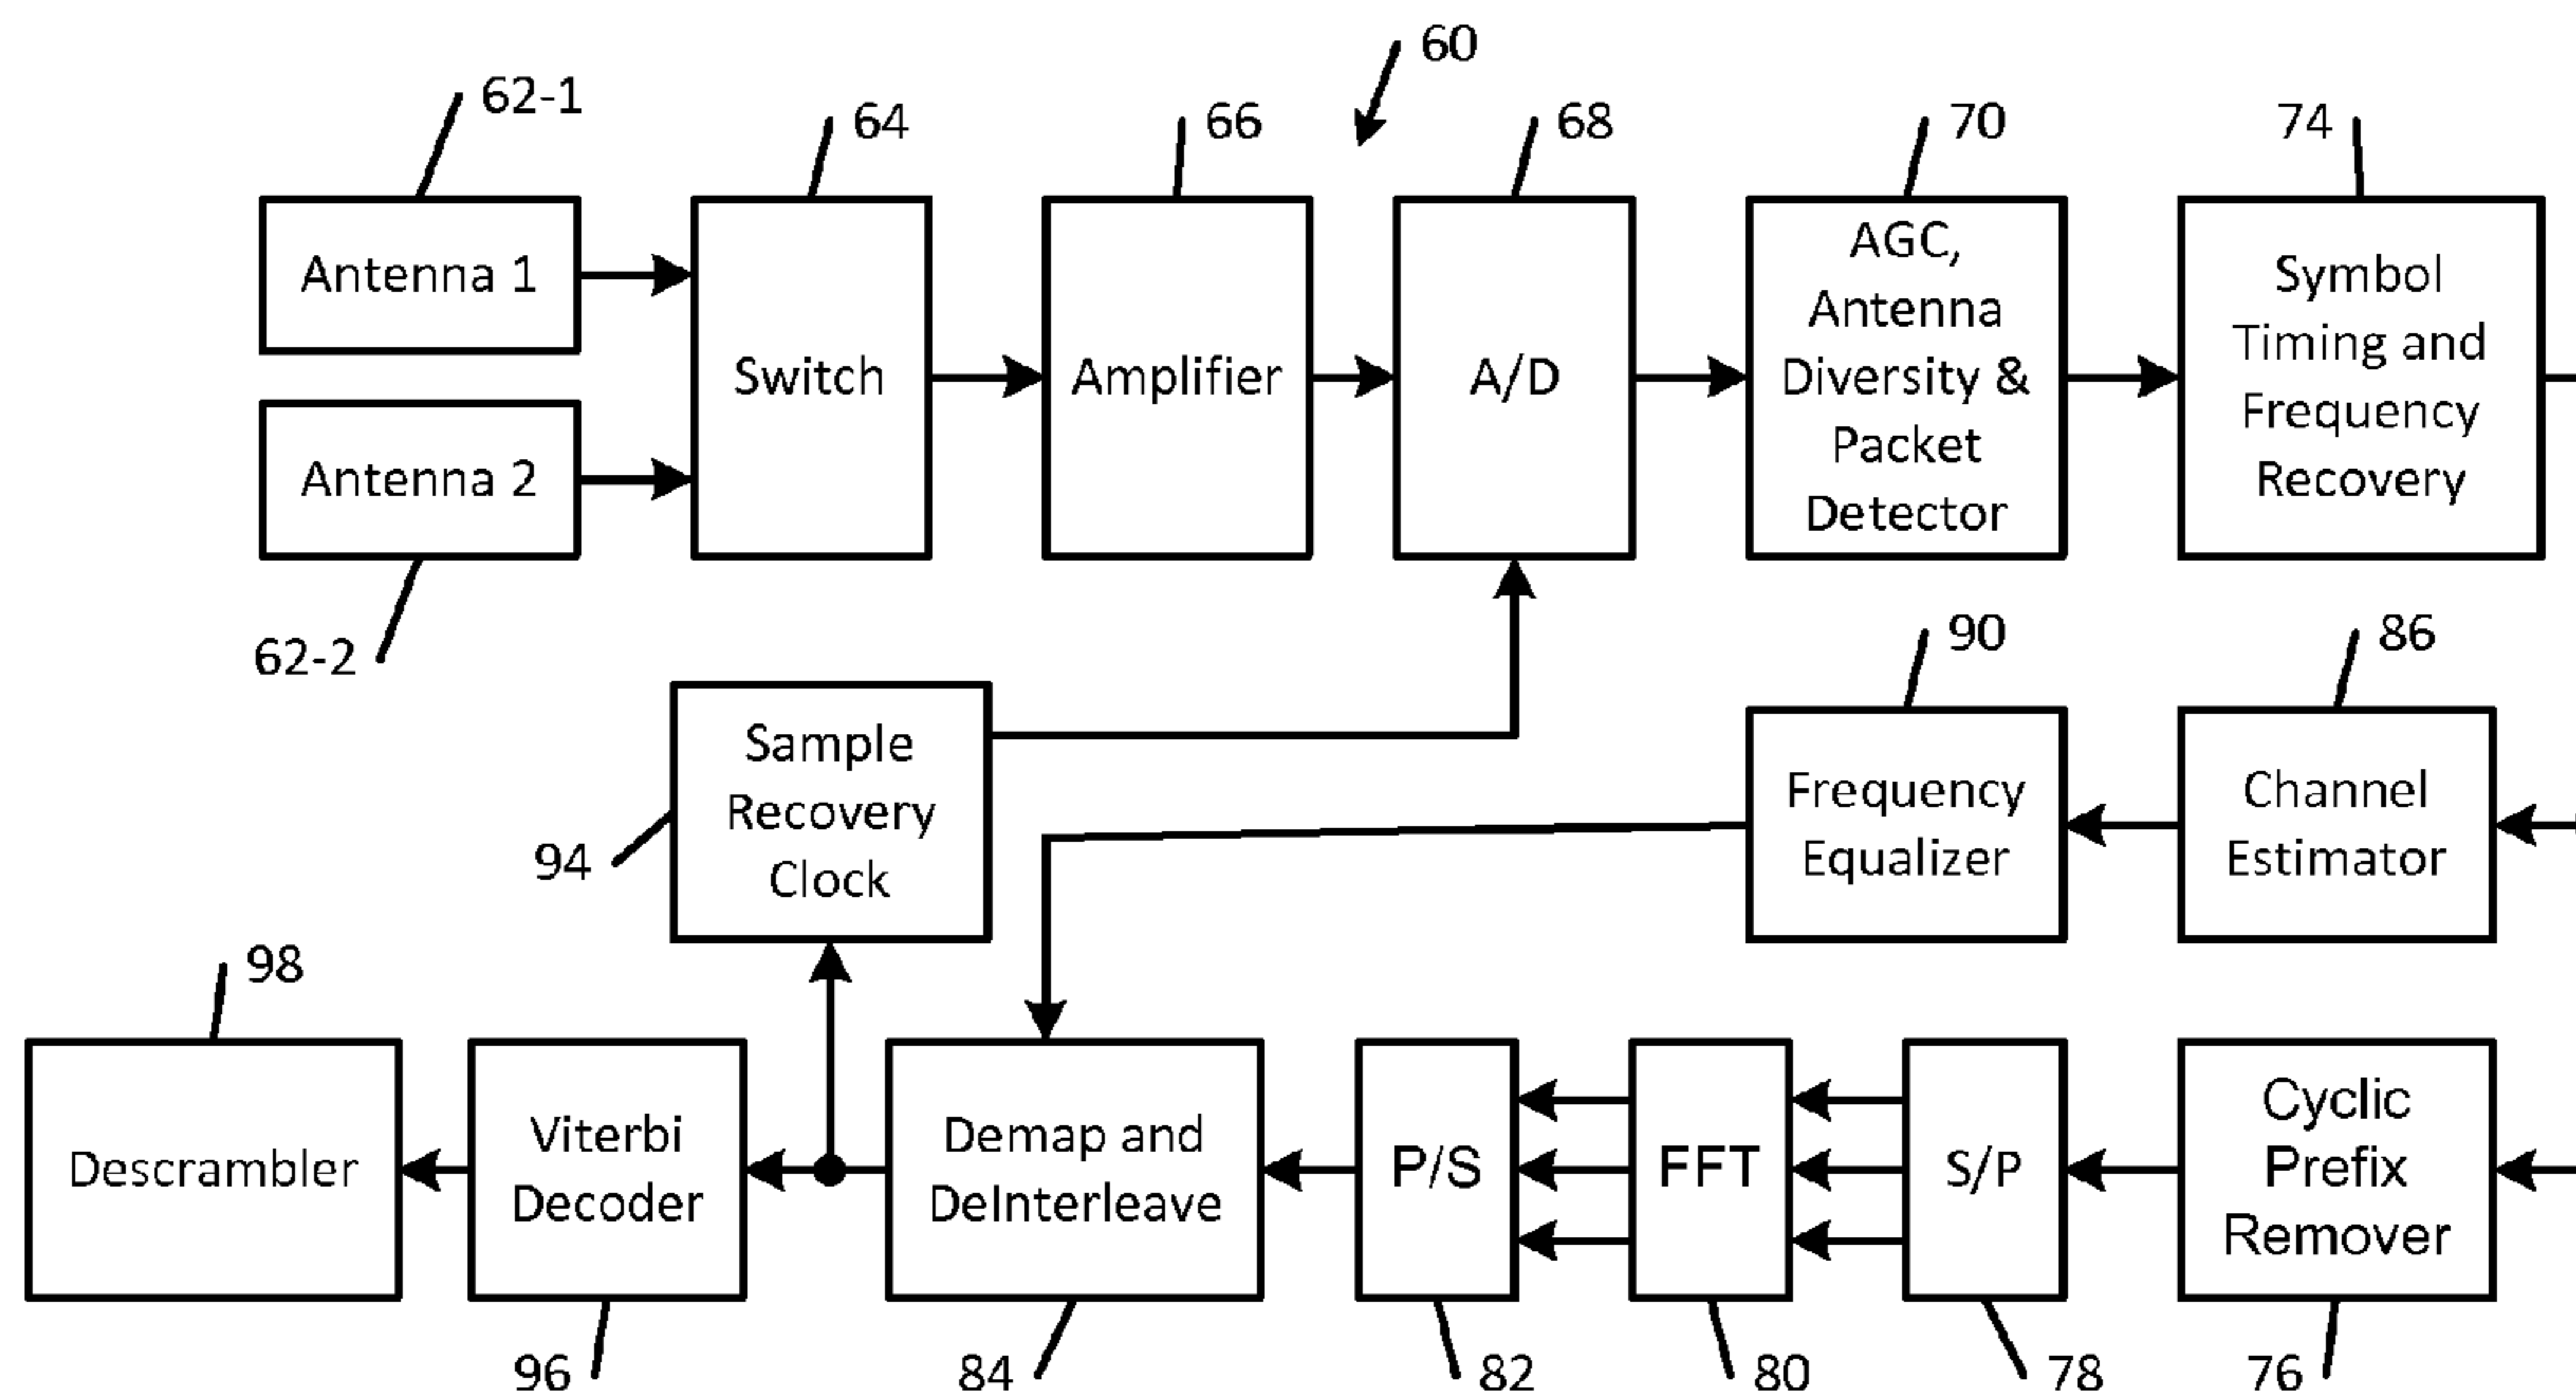 60
62-1
64
66
68
70
74
Antenna 1
Antenna 2
Switch
Amplifier
A/D
AGC,
Antenna
Diversity &
Packet
Detector
Symbol
Timing and
Frequency
Recovery
62-2
90
86
Sample
Recovery
Clock
94
Frequency
Equalizer
Channel
Estimator
98
Descrambler
Viterbi
Decoder
Demap and
DeInterleave
P/S
FFT
S/P
Cyclic
Prefix
Remover
96
84
82
80
78
76